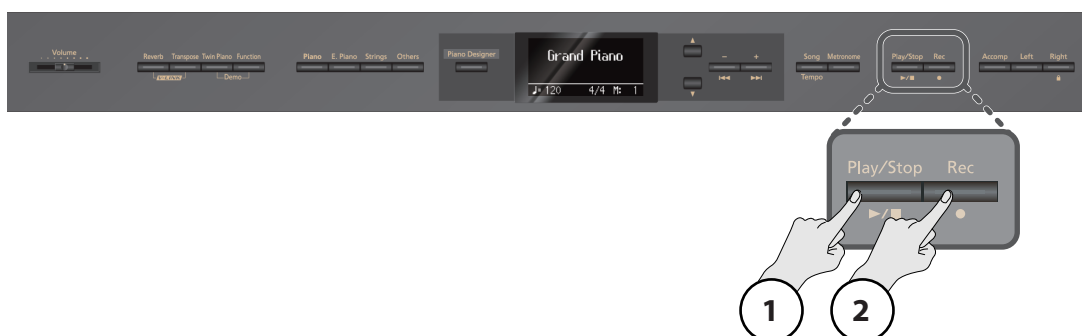 Volume
Reverb Transpose Twin Piano Function
V-LINK Demo
Piano E. Piano Strings Others
Piano Designer
Grand Piano
♩= 120 4/4 M: 1
- +
Song Metronome
Tempo
Play/Stop Rec
Accomp Left Right
Play/Stop Rec
1 2